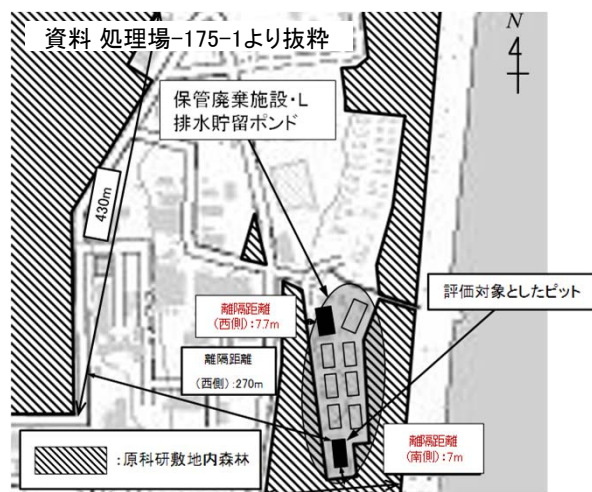 資料 処理場-175-1より抜粋
N
保管廃棄施設・L
排水貯留ポンド
430m
評価対象としたピット
離隔距離
(西側):7.7m
離隔距離
(西側):270m
離隔距離
(南側):7m
:原科研敷地内森林